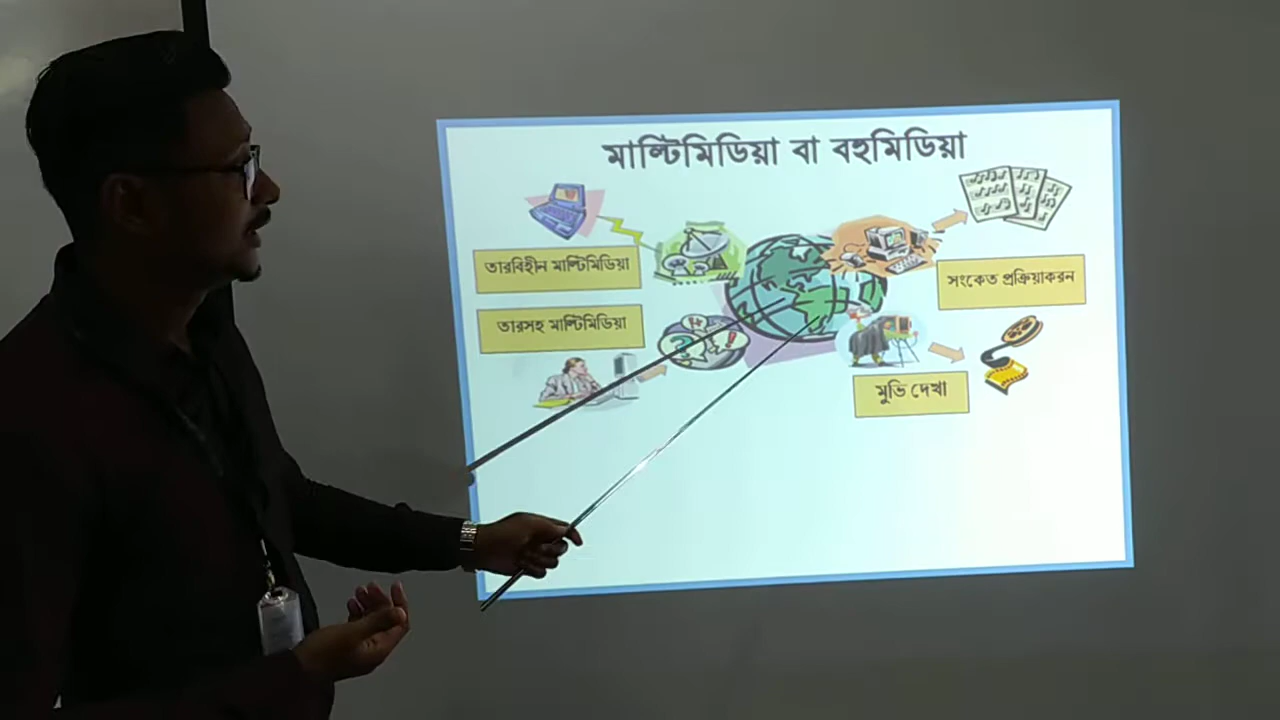 মাল্টিমিডিয়া বা বহুমিডিয়া
তারবিহীন মাল্টিমিডিয়া
সংকেত প্রক্রিয়াকরন
তারসহ মাল্টিমিডিয়া
মুভি দেখা